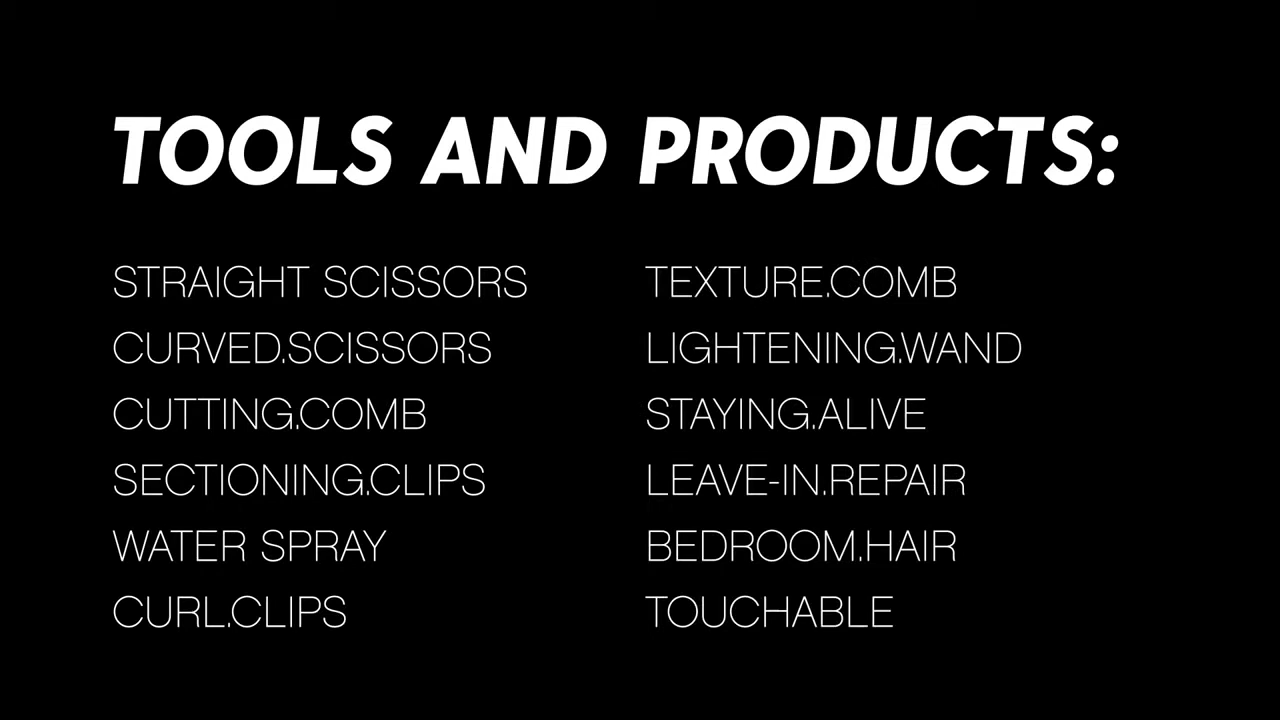 TOOLS AND PRODUCTS:
STRAIGHT SCISSORS
CURVED.SCISSORS
CUTTING.COMB
SECTIONING.CLIPS
WATER SPRAY
CURL.CLIPS
TEXTURE.COMB
LIGHTENING.WAND
STAYING.ALIVE
LEAVE-IN.REPAIR
BEDROOM.HAIR
TOUCHABLE